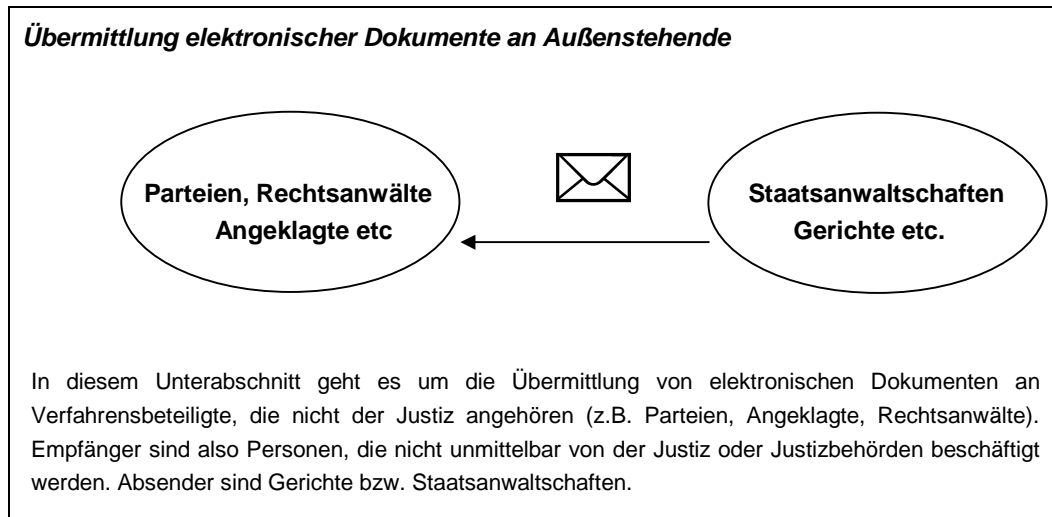 Übermittlung elektronischer Dokumente an Außenstehende
Parteien, Rechtsanwälte
Angeklagte etc
Staatsanwaltschaften
Gerichte etc.
In diesem Unterabschnitt geht es um die Übermittlung von elektronischen Dokumenten an
Verfahrensbeteiligte, die nicht der Justiz angehören (z.B. Parteien, Angeklagte, Rechtsanwälte).
Empfänger sind also Personen, die nicht unmittelbar von der Justiz oder Justizbehörden beschäftigt
werden. Absender sind Gerichte bzw. Staatsanwaltschaften.